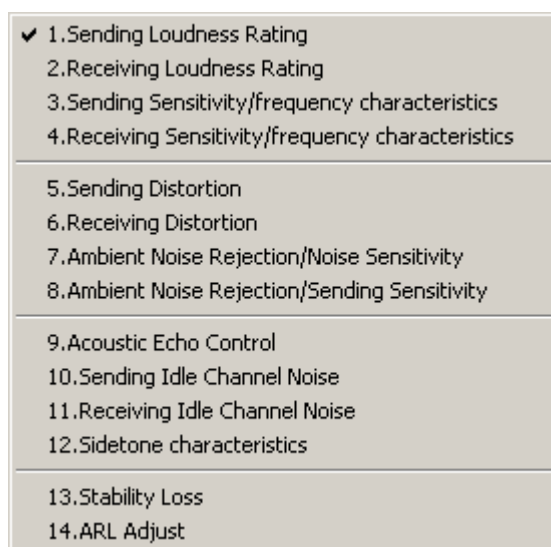 1.Sending Loudness Rating
2.Receiving Loudness Rating
3.Sending Sensitivity/frequency characteristics
4.Receiving Sensitivity/frequency characteristics
5.Sending Distortion
6.Receiving Distortion
7.Ambient Noise Rejection/Noise Sensitivity
8.Ambient Noise Rejection/Sending Sensitivity
9.Acoustic Echo Control
10.Sending Idle Channel Noise
11.Receiving Idle Channel Noise
12.Sidetone characteristics
13.Stability Loss
14.ARL Adjust